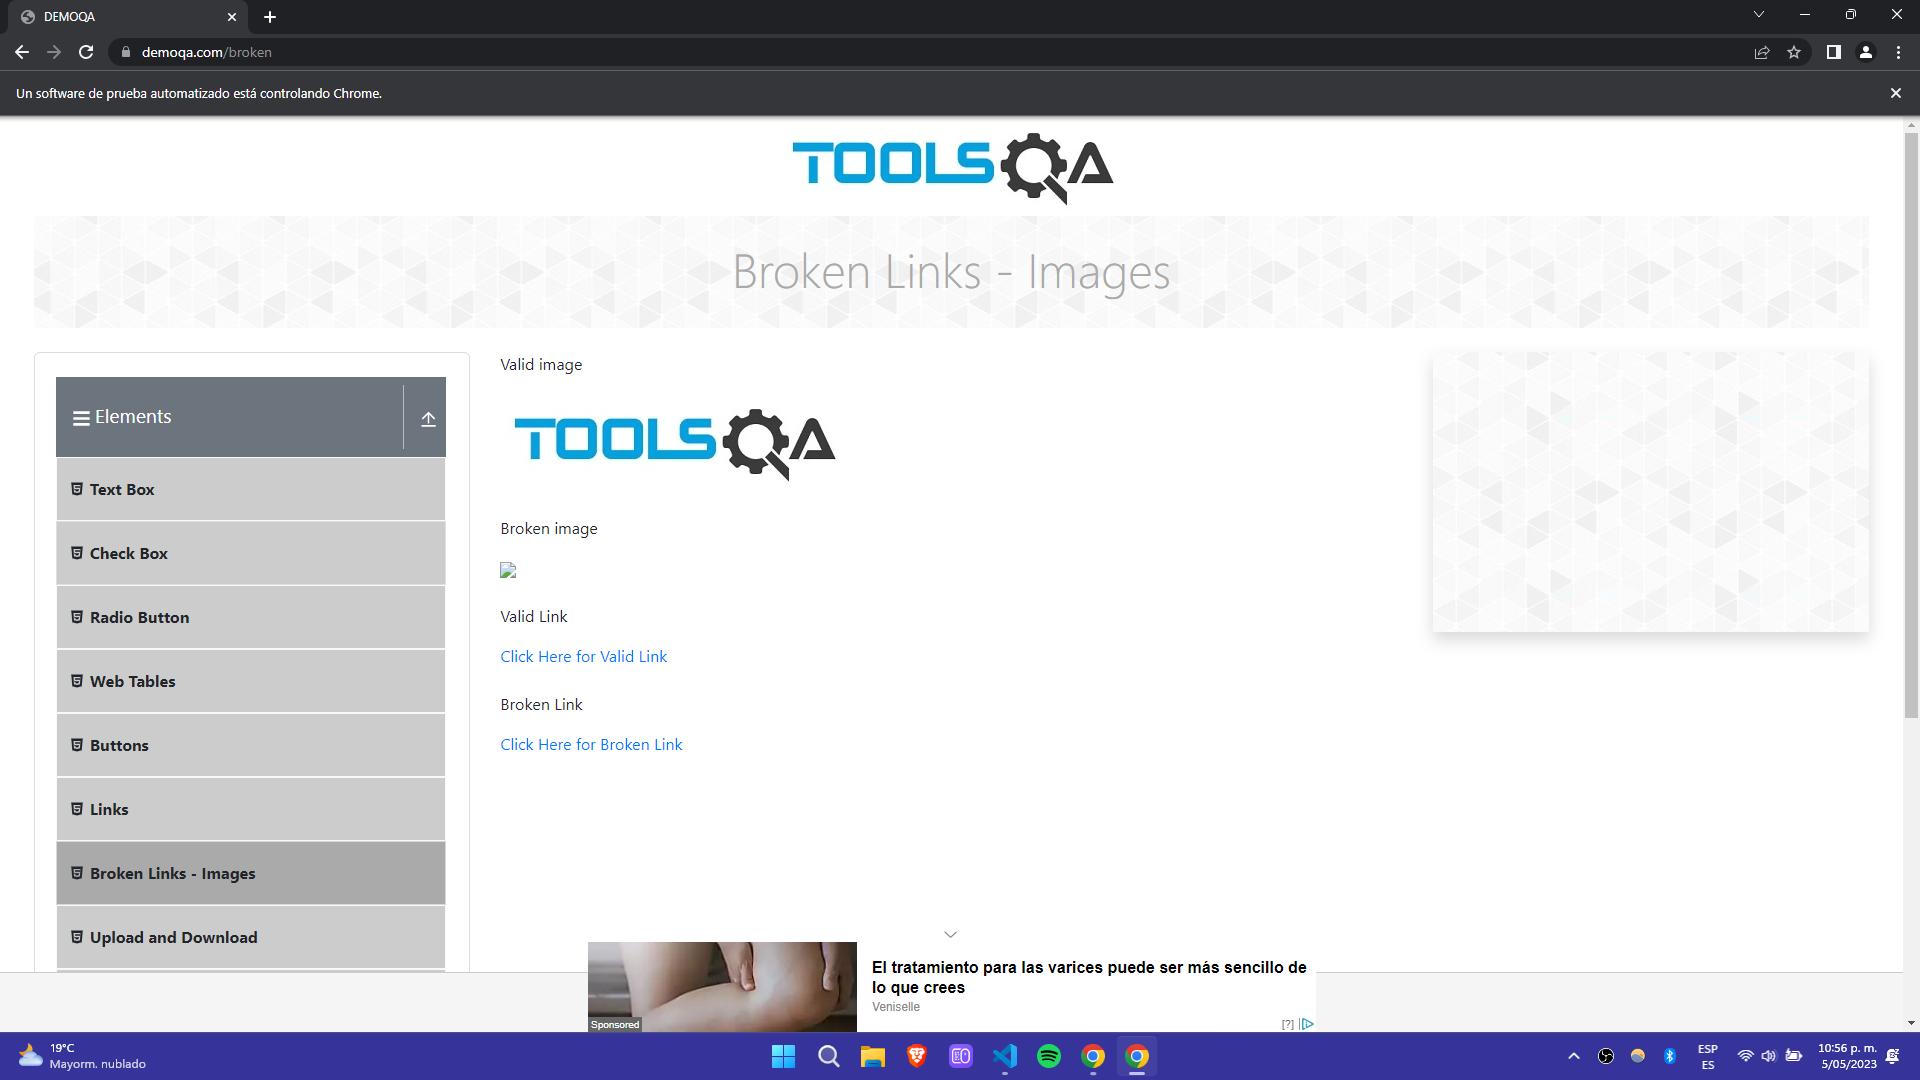 DEMOQA
demoqa.com/broken
Un software de prueba automatizado está controlando Chrome.
TOOLSQA
Broken Links - Images
Elements
Text Box
Check Box
Radio Button
Web Tables
Buttons
Links
Broken Links - Images
Upload and Download
Valid image
TOOLSQA
Broken image
Valid Link
Click Here for Valid Link
Broken Link
Click Here for Broken Link
Sponsored
El tratamiento para las varices puede ser más sencillo de
lo que crees
Veniselle
[?]
19°C
Mayorm. nublado
ESP
ES
10:56 p. m.
5/05/2023